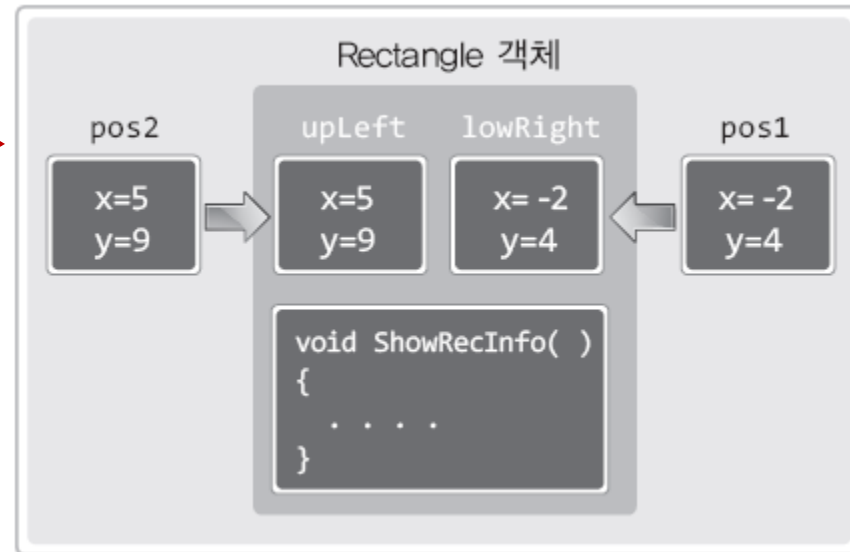 Rectangle 객체
pos2 upLeft lowRight pos1
x=5 x=5 x= -2 x= -2
y=9 y=9 y=4 y=4
void ShowRecInfo( )
{
. . . .
}